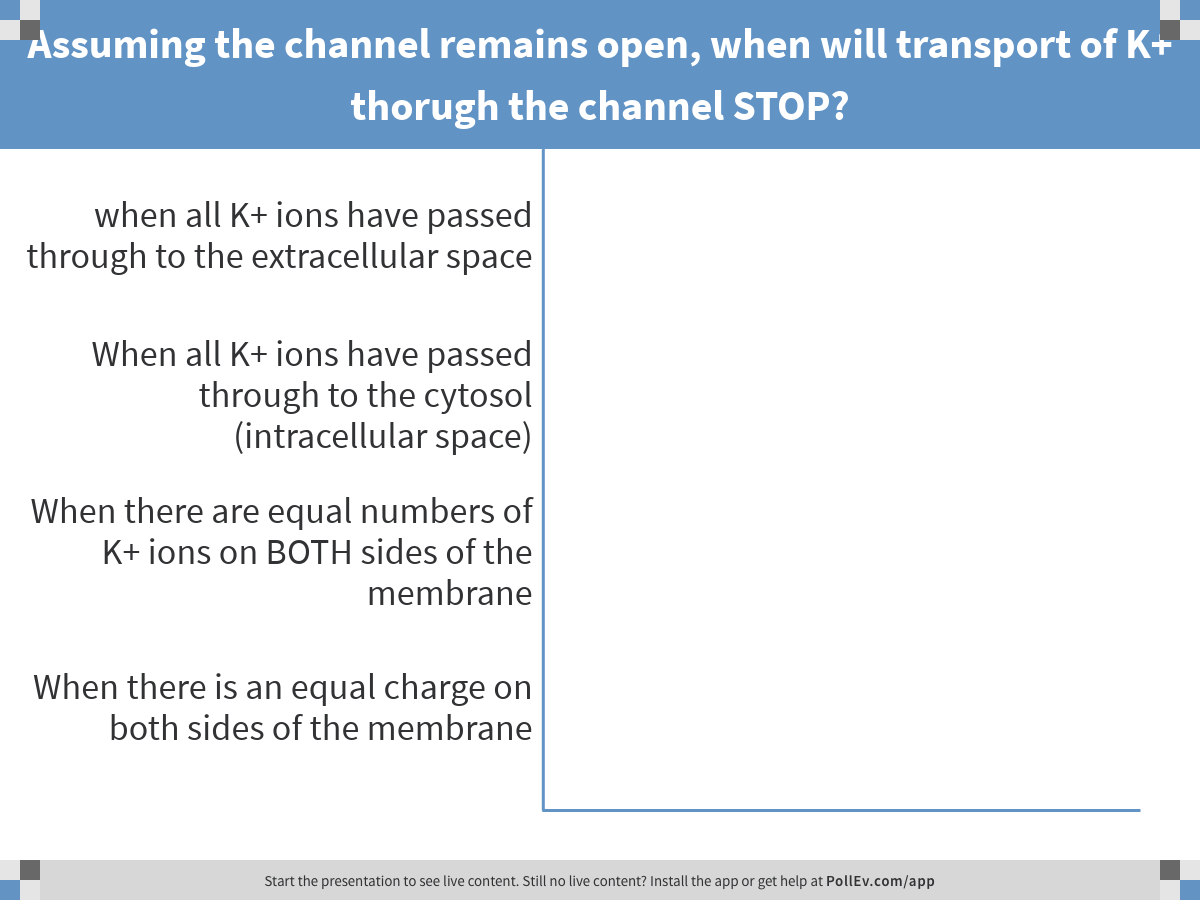 Assuming the channel remains open, when will transport of K+
thorugh the channel STOP?
when all K+ ions have passed
through to the extracellular space
When all K+ ions have passed
through to the cytosol
(intracellular space)
When there are equal numbers of
K+ ions on BOTH sides of the
membrane
When there is an equal charge on
both sides of the membrane
Start the presentation to see live content. Still no live content? Install the app or get help at PollEv.com/app